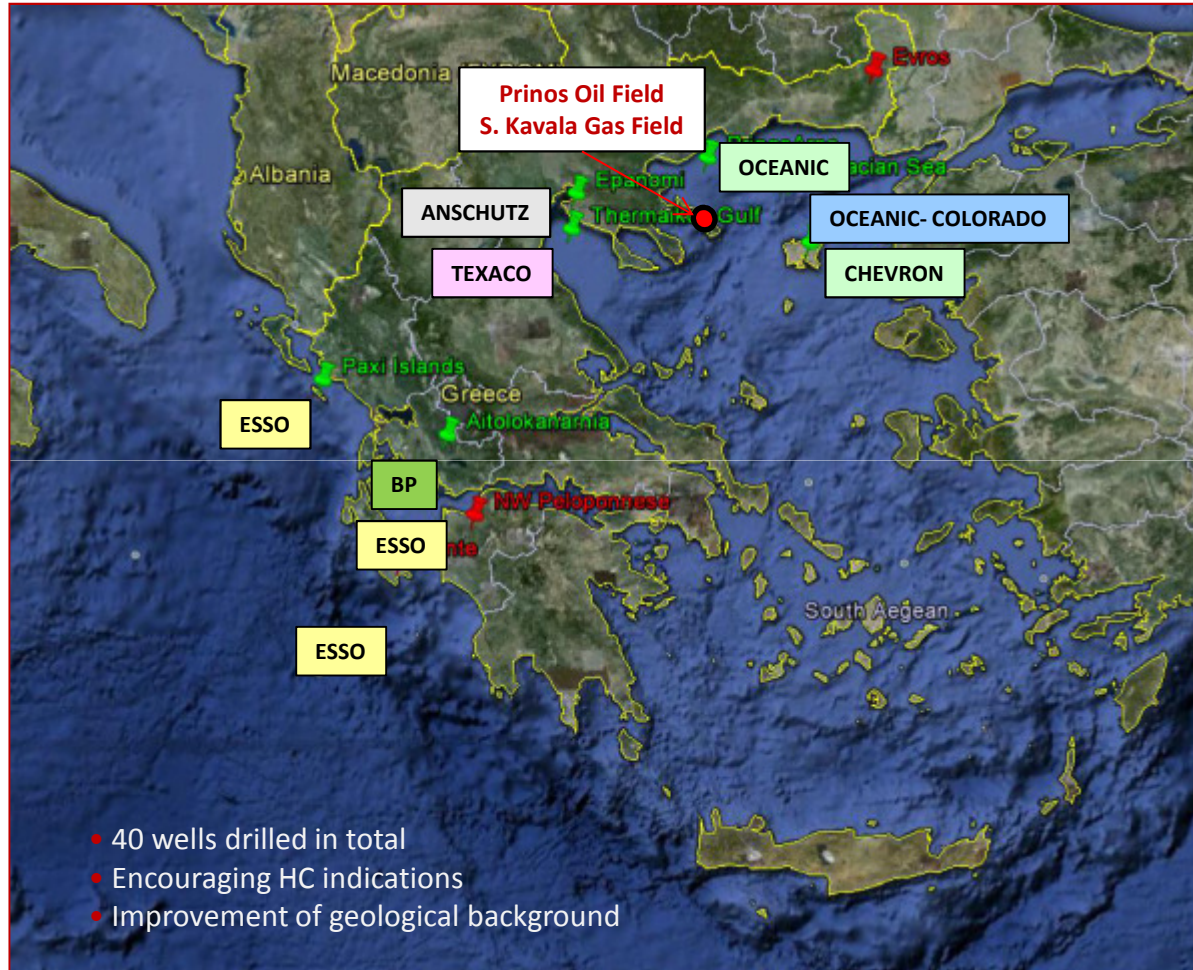 Evros
Macedonia
Prinos Oil Field
S. Kavala Gas Field
Albania
OCEANIC
Sea
Epanomi
ANSCHUTZ
Thermaikos Gulf
OCEANIC- COLORADO
TEXACO
CHEVRON
Paxi Islands
Greece
ESSO
Aitolokarnania
BP
NW Peloponnese
ESSO
South Aegean
ESSO
• 40 wells drilled in total
• Encouraging HC indications
• Improvement of geological background